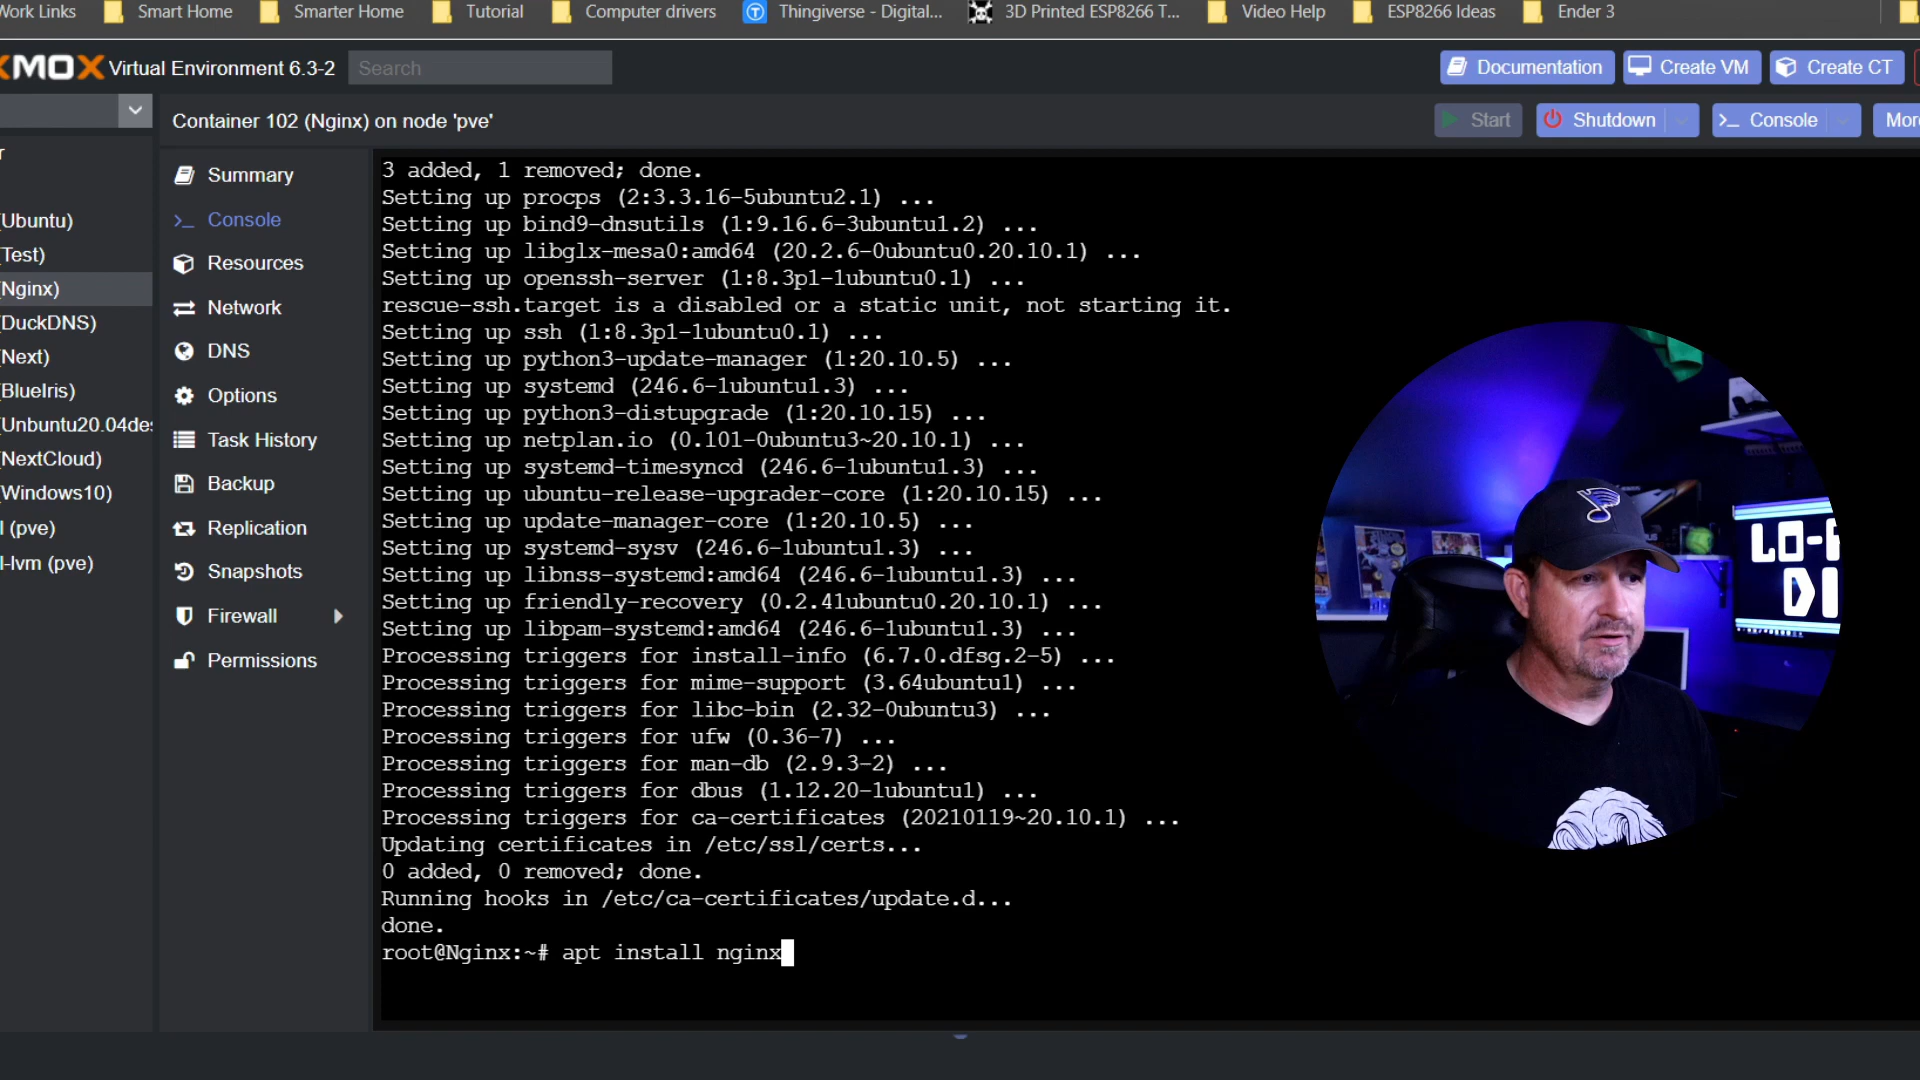 Work Links Smart Home Smarter Home Tutorial Computer drivers Thingiverse - Digital... 3D Printed ESP8266 T... Video Help ESP8266 Ideas Ender 3
XMOX Virtual Environment 6.3-2 Search Documentation Create VM Create CT
Container 102 (Nginx) on node 'pve' Start Shutdown Console More
r
(Ubuntu)
(Test)
(Nginx)
(DuckDNS)
(Next)
(BlueIris)
(Unbuntu20.04des
(NextCloud)
(Windows10)
l (pve)
l-lvm (pve)
Summary
Console
Resources
Network
DNS
Options
Task History
Backup
Replication
Snapshots
Firewall
Permissions
3 added, 1 removed; done.
Setting up procps (2:3.3.16-5ubuntu2.1) ...
Setting up bind9-dnsutils (1:9.16.6-3ubuntu1.2) ...
Setting up libglx-mesa0:amd64 (20.2.6-0ubuntu0.20.10.1) ...
Setting up openssh-server (1:8.3p1-1ubuntu0.1) ...
rescue-ssh.target is a disabled or a static unit, not starting it.
Setting up ssh (1:8.3p1-1ubuntu0.1) ...
Setting up python3-update-manager (1:20.10.5) ...
Setting up systemd (246.6-1ubuntu1.3) ...
Setting up python3-distupgrade (1:20.10.15) ...
Setting up netplan.io (0.101-0ubuntu3~20.10.1) ...
Setting up systemd-timesyncd (246.6-1ubuntu1.3) ...
Setting up ubuntu-release-upgrader-core (1:20.10.15) ...
Setting up update-manager-core (1:20.10.5) ...
Setting up systemd-sysv (246.6-1ubuntu1.3) ...
Setting up libnss-systemd:amd64 (246.6-1ubuntu1.3) ...
Setting up friendly-recovery (0.2.41ubuntu0.20.10.1) ...
Setting up libpam-systemd:amd64 (246.6-1ubuntu1.3) ...
Processing triggers for install-info (6.7.0.dfsg.2-5) ...
Processing triggers for mime-support (3.64ubuntu1) ...
Processing triggers for libc-bin (2.32-0ubuntu3) ...
Processing triggers for ufw (0.36-7) ...
Processing triggers for man-db (2.9.3-2) ...
Processing triggers for dbus (1.12.20-1ubuntu1) ...
Processing triggers for ca-certificates (20210119~20.10.1) ...
Updating certificates in /etc/ssl/certs...
0 added, 0 removed; done.
Running hooks in /etc/ca-certificates/update.d...
done.
root@Nginx:~# apt install nginx
LO-F
DI